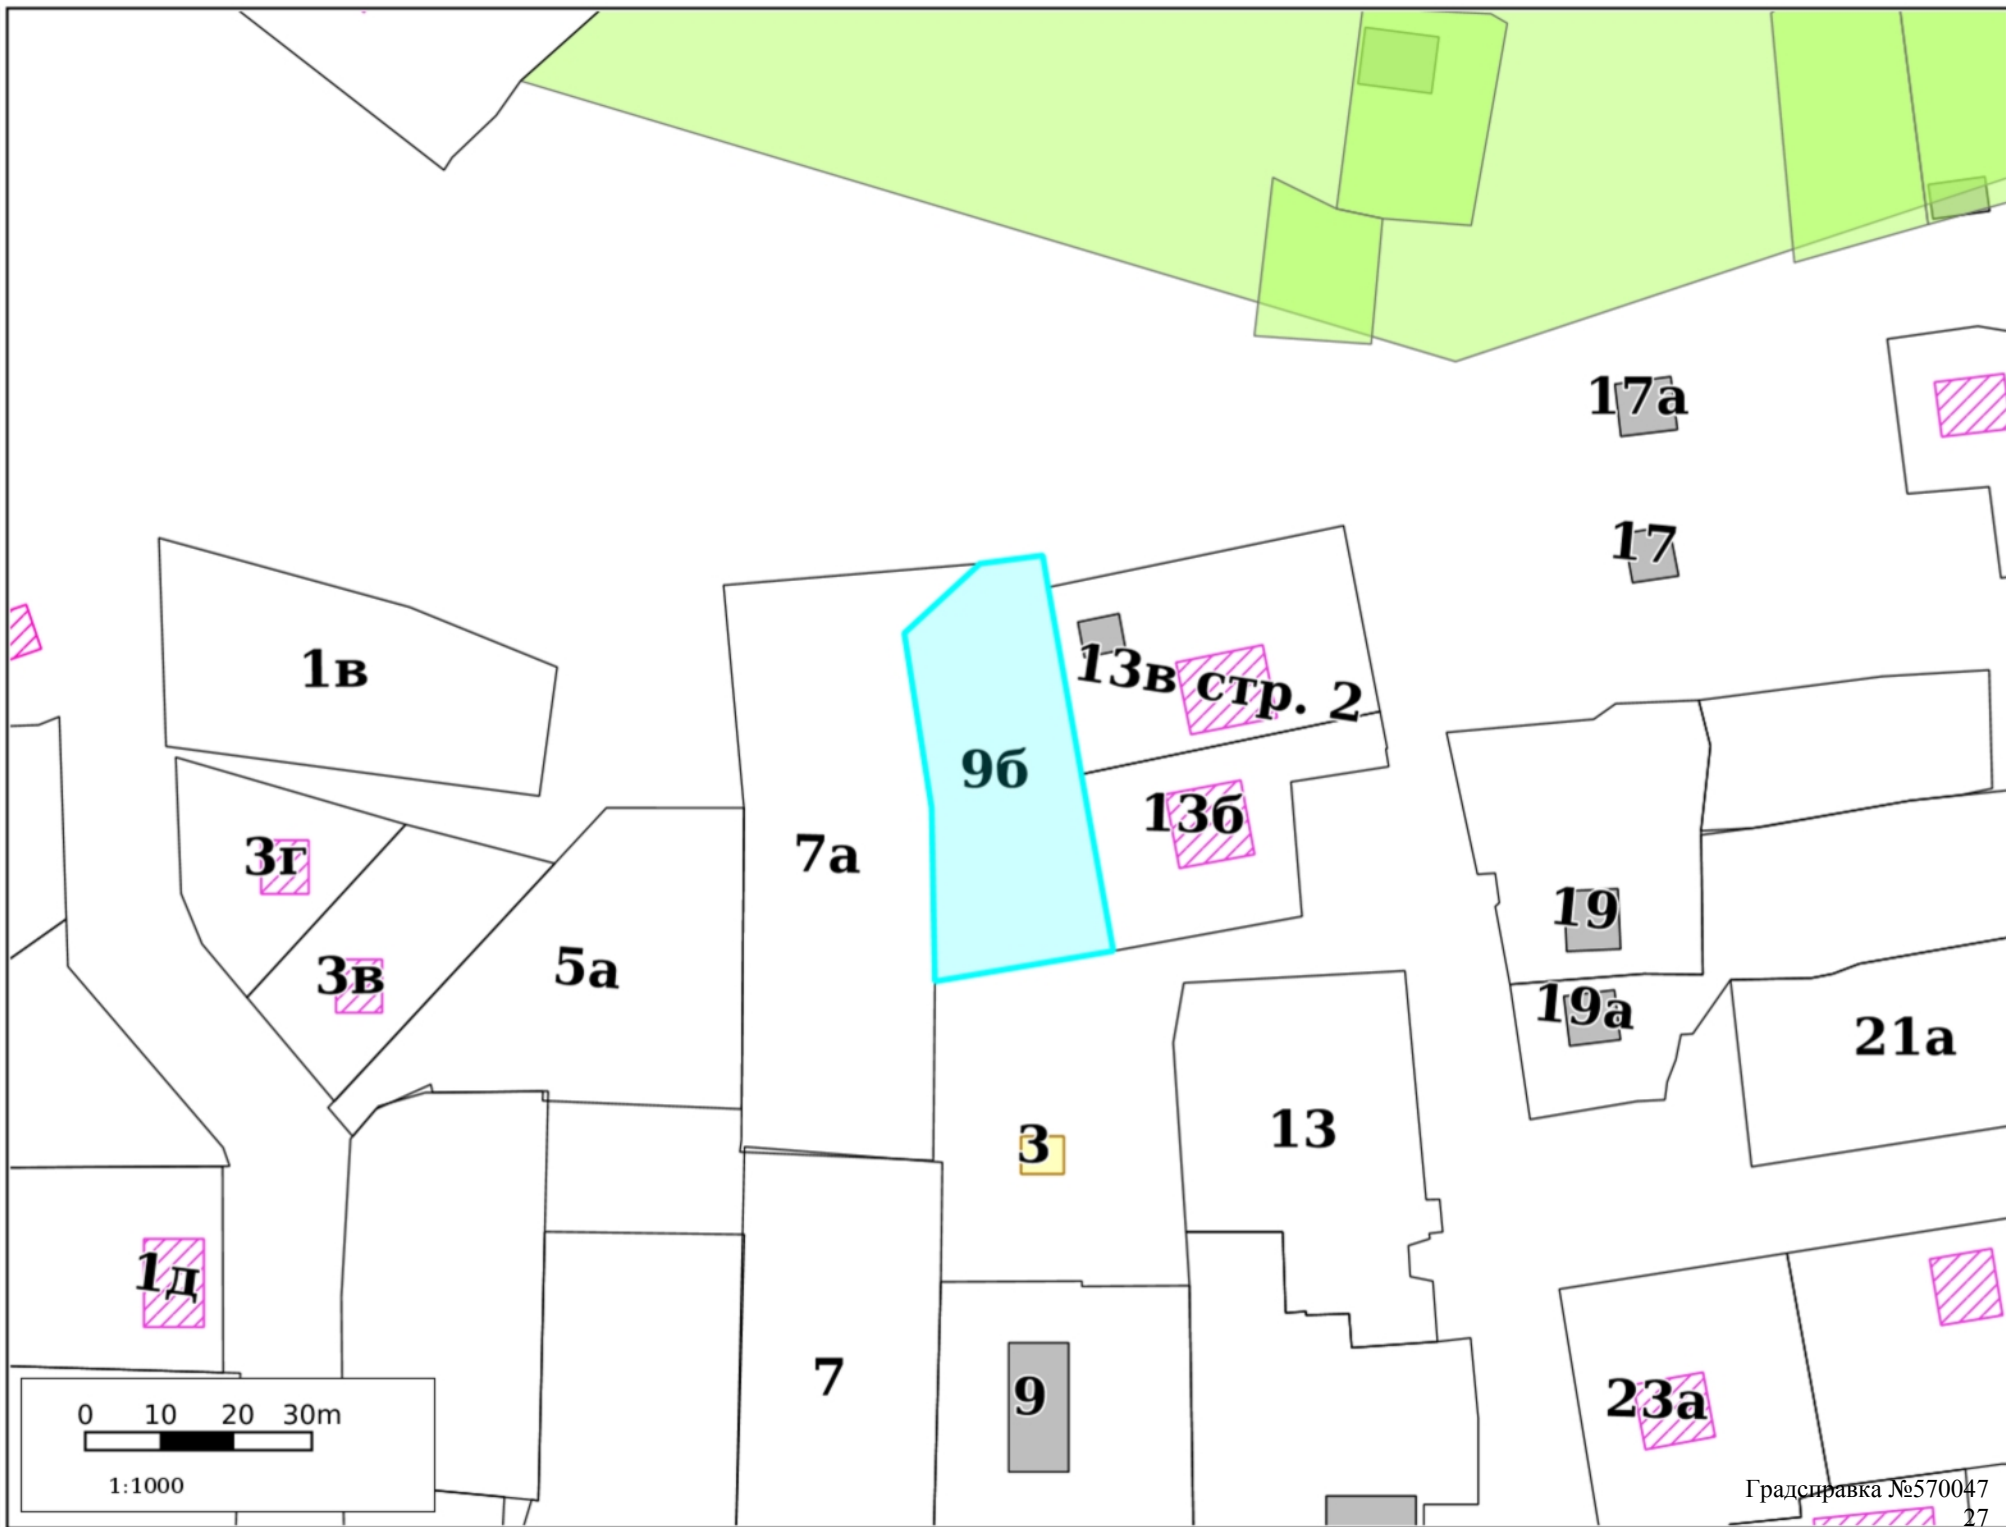 17а
17
1в
13в
стр. 2
9б
13б
7а
3г
3в
5а
19
19а
21а
13
3
1д
7
9
23а
0 10 20 30m
1:1000
Градсправка №570047
27